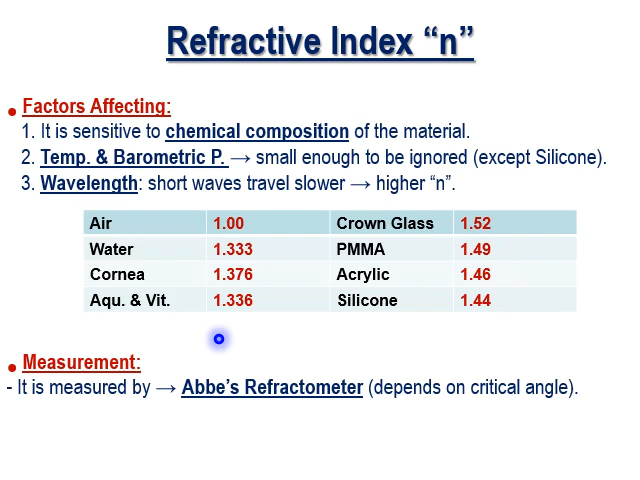 Refractive Index “n”
• Factors Affecting:
1. It is sensitive to chemical composition of the material.
2. Temp. & Barometric P. → small enough to be ignored (except Silicone).
3. Wavelength: short waves travel slower → higher “n”.
Air 1.00 Crown Glass 1.52
Water 1.333 PMMA 1.49
Cornea 1.376 Acrylic 1.46
Aqu. & Vit. 1.336 Silicone 1.44
• Measurement:
- It is measured by → Abbe’s Refractometer (depends on critical angle).